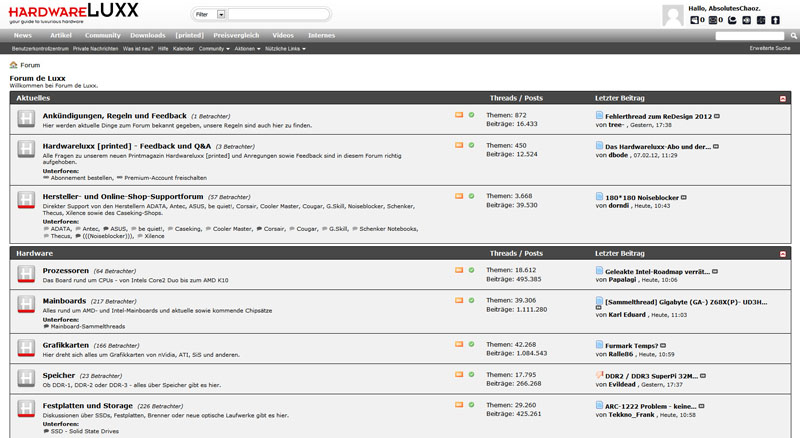 HARDWARELUXX
your guide to luxurious hardware
Filter
Hallo, AbsolutesChaoz.
News Artikel Community Downloads [printed] Preisvergleich Videos Internes
Benutzerkontrollzentrum Private Nachrichten Was ist neu? Hilfe Kalender Community Aktionen Nützliche Links Erweiterte Suche
Forum
Forum de Luxx
Willkommen bei Forum de Luxx.
Aktuelles Threads / Posts Letzter Beitrag
Ankündigungen, Regeln und Feedback (1 Betrachter)
Hier werden aktuelle Dinge zum Forum bekannt gegeben, unsere Regeln sind auch hier zu finden.
Themen: 872
Beiträge: 16.433
Fehlerthread zum ReDesign 2012
von tree- , Gestern, 17:38
Hardwareluxx [printed] - Feedback und Q&A (3 Betrachter)
Alle Fragen zu unserem neuen Printmagazin Hardwareluxx [printed] und Anregungen sowie Feedback sind in diesem Forum richtig
aufgehoben.
Unterforen:
Abonnement bestellen, Premium-Account freischalten
Themen: 450
Beiträge: 12.524
Das Hardwareluxx-Abo und der...
von dbode , 07.02.12, 11:29
Hersteller- und Online-Shop-Supportforum (57 Betrachter)
Direkter Support von den Herstellern ADATA, Antec, ASUS, be quiet!, Corsair, Cooler Master, Cougar, G.Skill, Noiseblocker, Schenker,
Thecus, Xilence sowie des Caseking-Shops.
Unterforen:
ADATA, Antec, ASUS, be quiet!, Caseking, Cooler Master, Corsair, Cougar, G.Skill, Schenker Notebooks,
Thecus, (((Noiseblocker))), Xilence
Themen: 3.668
Beiträge: 39.530
180*180 Noiseblocker
von dorndi , Heute, 10:43
Hardware Threads / Posts Letzter Beitrag
Prozessoren (64 Betrachter)
Das Board rund um CPUs - von Intels Core2 Duo bis zum AMD K10
Themen: 18.612
Beiträge: 495.385
Geleakte Intel-Roadmap verrät...
von Papalagi , Heute, 10:06
Mainboards (217 Betrachter)
Alles rund um AMD- und Intel-Mainboards und aktuelle sowie kommende Chipsätze
Unterforen:
Mainboard-Sammelthreads
Themen: 39.306
Beiträge: 1.111.280
[Sammelthread] Gigabyte (GA-) Z68X(P)- UD3H...
von Karl Eduard , Heute, 11:03
Grafikkarten (166 Betrachter)
Hier dreht sich alles um Grafikkarten von nVidia, ATI, SiS und anderen.
Themen: 42.268
Beiträge: 1.084.543
Furmark Temps?
von Ralle86 , Heute, 10:59
Speicher (23 Betrachter)
Ob DDR-1, DDR-2 oder DDR-3 - alles über Speicher gibt es hier.
Themen: 17.795
Beiträge: 266.268
DDR2 / DDR3 SuperPi 32M...
von Evildead , Gestern, 17:37
Festplatten und Storage (226 Betrachter)
Diskussionen über SSDs, Festplatten, Brenner oder neue optische Laufwerke gibt es hier.
Unterforen:
SSD - Solid State Drives
Themen: 29.260
Beiträge: 425.261
ARC-1222 Problem - keine...
von Tekkno_Frank , Heute, 10:58